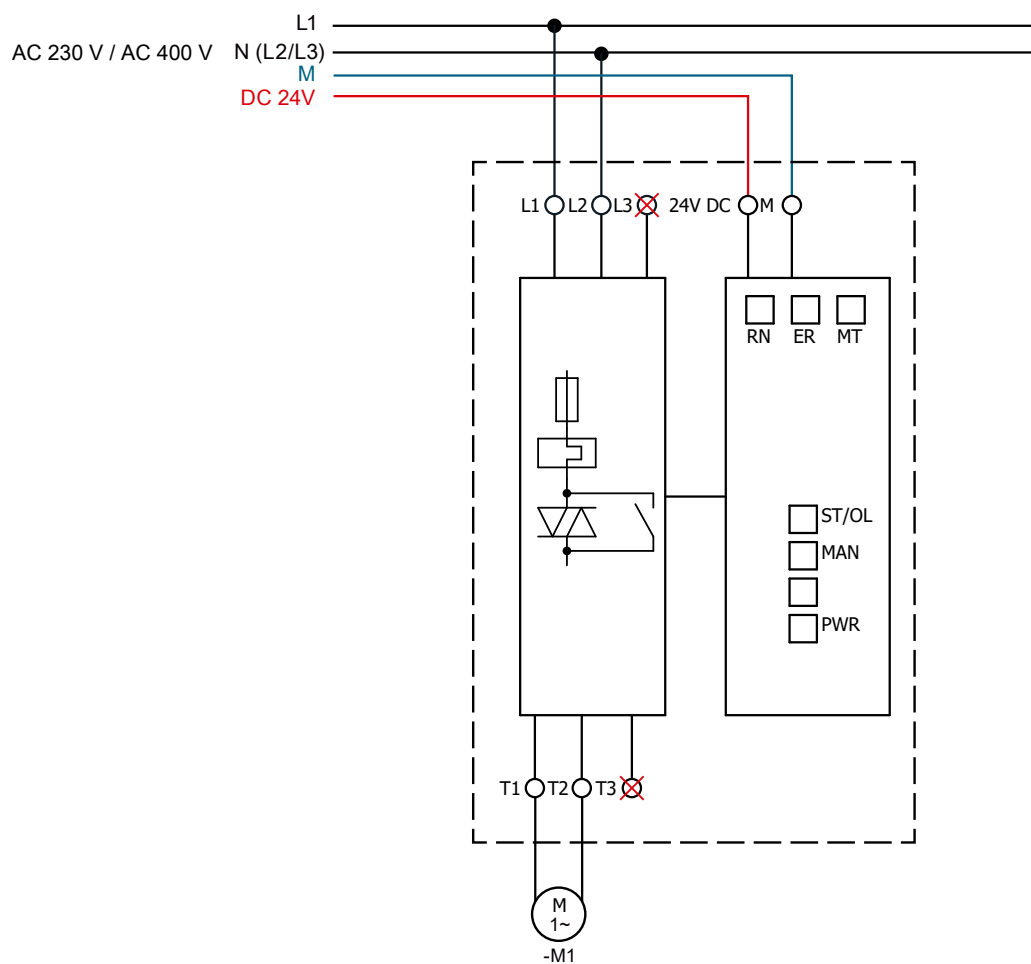 L1
AC 230 V / AC 400 V N (L2/L3)
M
DC 24V
L1 L2 L3 24V DC M
RN ER MT
ST/OL
MAN
PWR
T1 T2 T3
M
1~
-M1